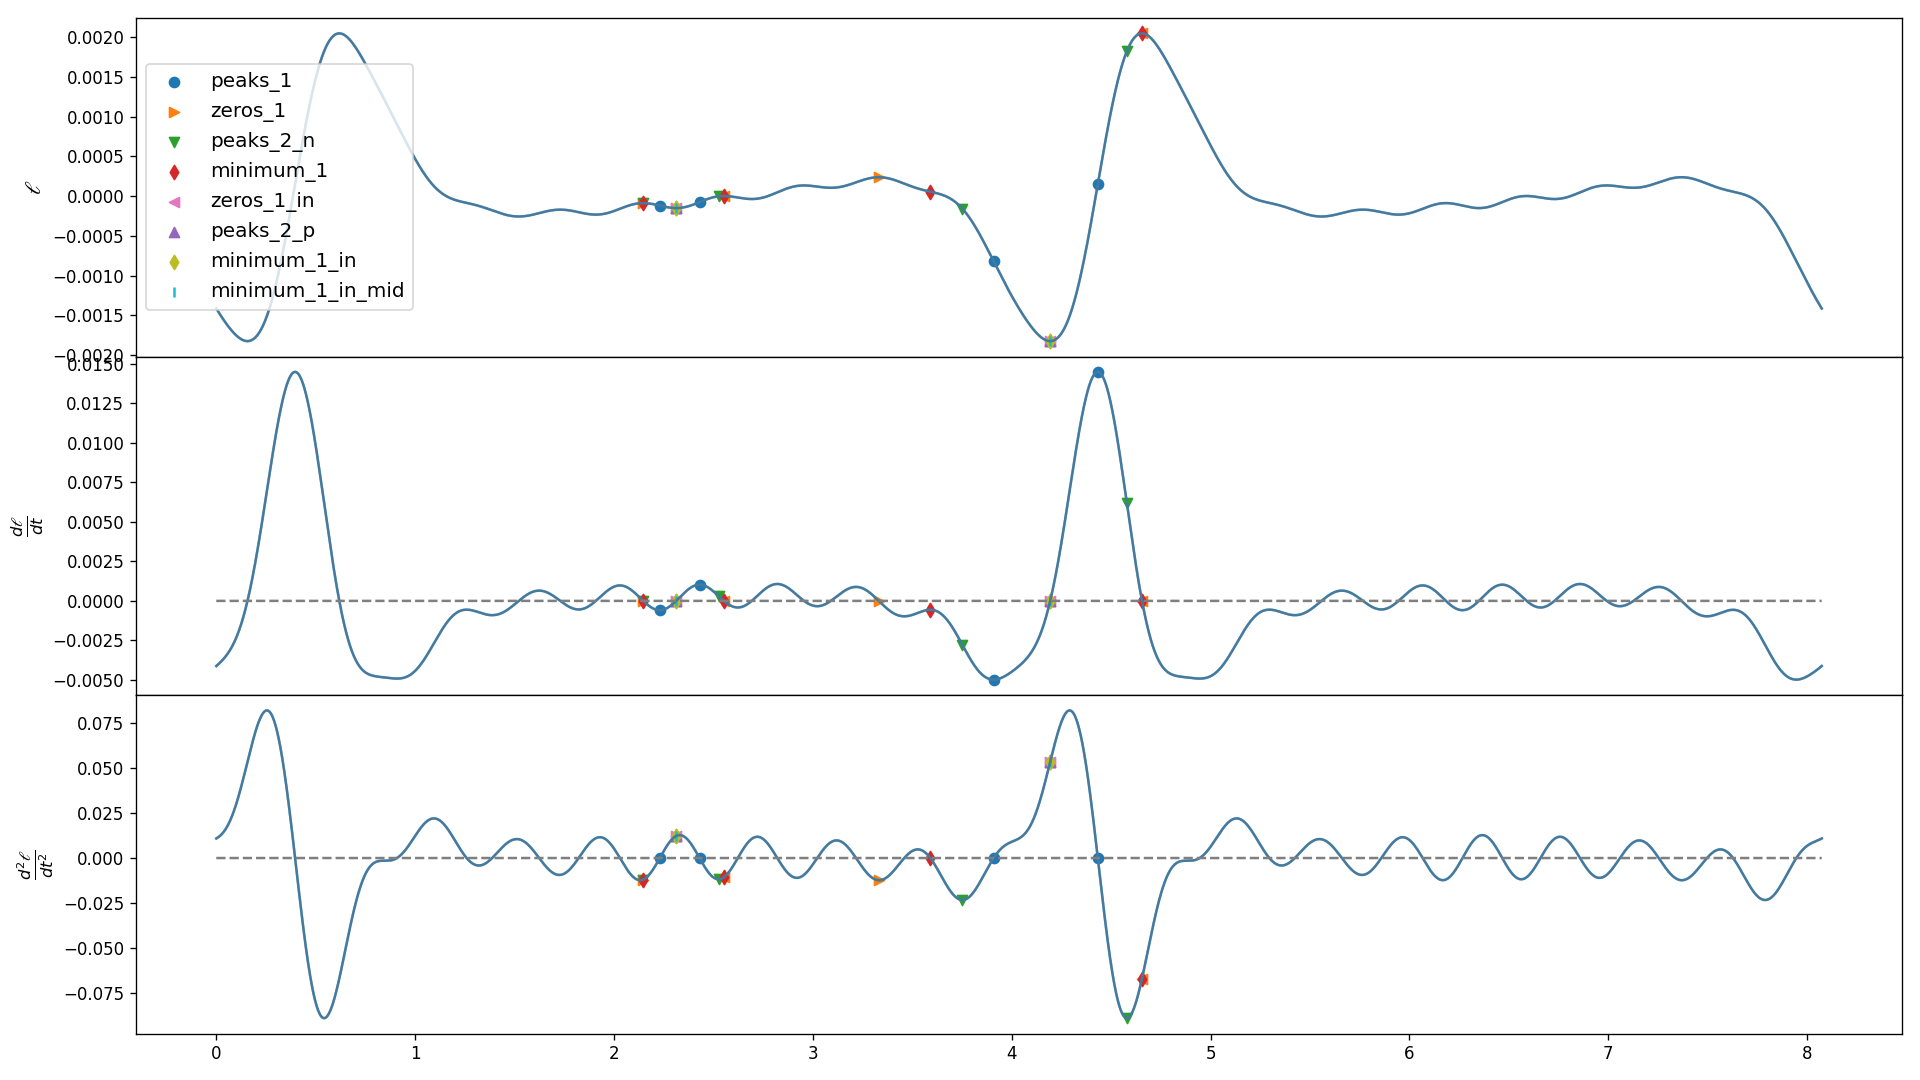 0.0020
0.0015
0.0010
0.0005
0.0000
−0.0005
−0.0010
−0.0015
−0.0020
ℓ
peaks_1
zeros_1
peaks_2_n
minimum_1
zeros_1_in
peaks_2_p
minimum_1_in
minimum_1_in_mid
0.0150
0.0125
0.0100
0.0075
0.0050
0.0025
0.0000
−0.0025
−0.0050
dℓ
dt
0.075
0.050
0.025
0.000
−0.025
−0.050
−0.075
d²ℓ
dt²
0 1 2 3 4 5 6 7 8